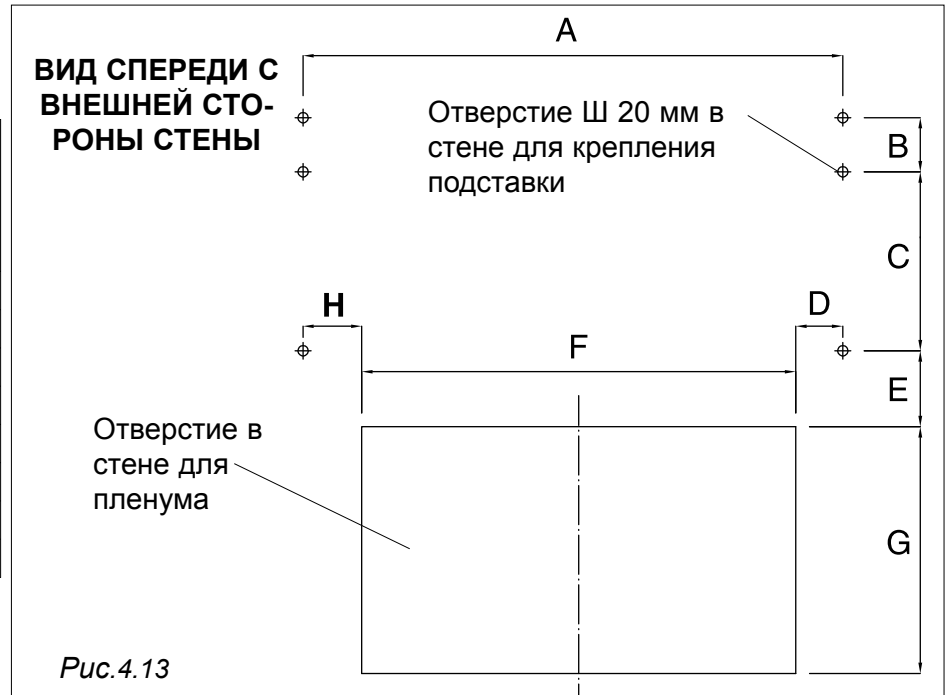 A
ВИД СПЕРЕДИ С
ВНЕШНЕЙ СТО-
РОНЫ СТЕНЫ
Отверстие Ш 20 мм в
стене для крепления
подставки
B
C
H
D
F
E
Отверстие в
стене для
пленума
G
Рис.4.13